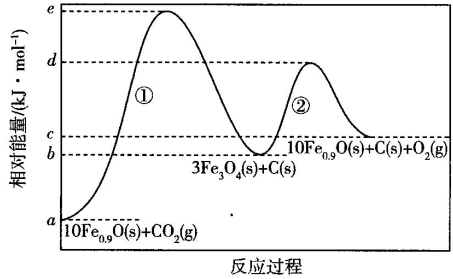 相对能量/(kJ·mol⁻¹)
e
d
c
b
a
①
②
10Fe₀.₉O(s)+C(s)+O₂(g)
3Fe₃O₄(s)+C(s)
10Fe₀.₉O(s)+CO₂(g)
反应过程